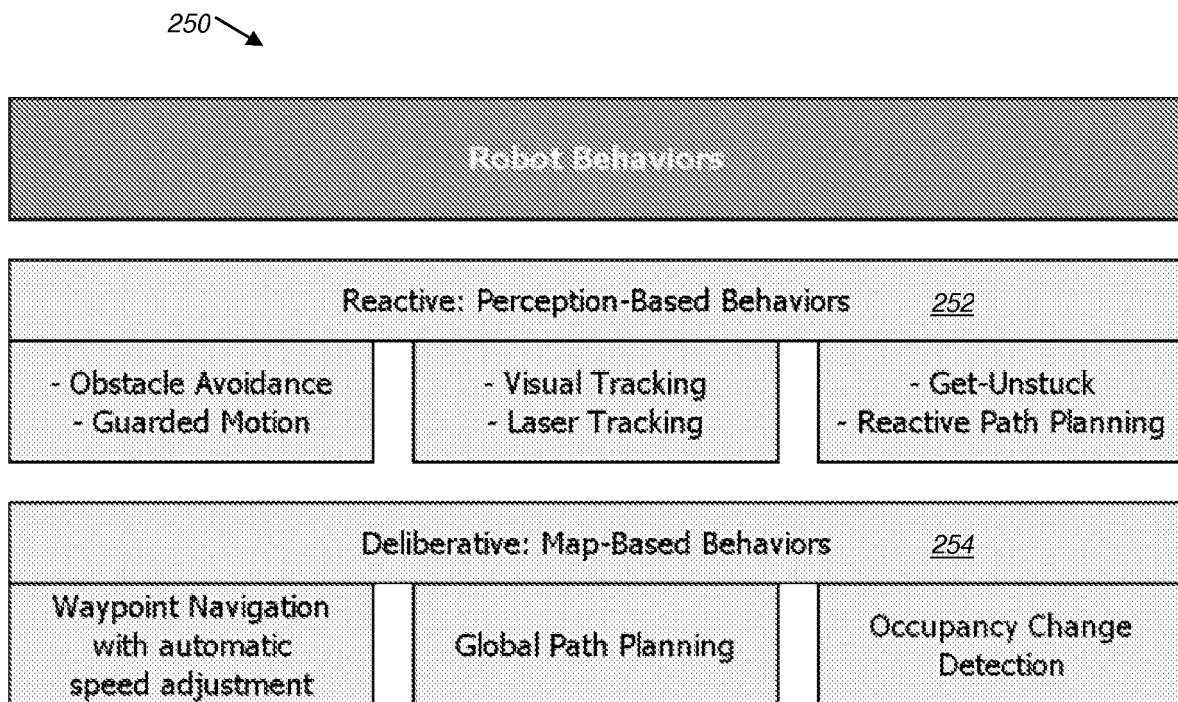 250
Robot Behaviors
Reactive: Perception-Based Behaviors 252
- Obstacle Avoidance
- Guarded Motion
- Visual Tracking
- Laser Tracking
- Get-Unstuck
- Reactive Path Planning
Deliberative: Map-Based Behaviors 254
Waypoint Navigation
with automatic
speed adjustment
Global Path Planning
Occupancy Change
Detection